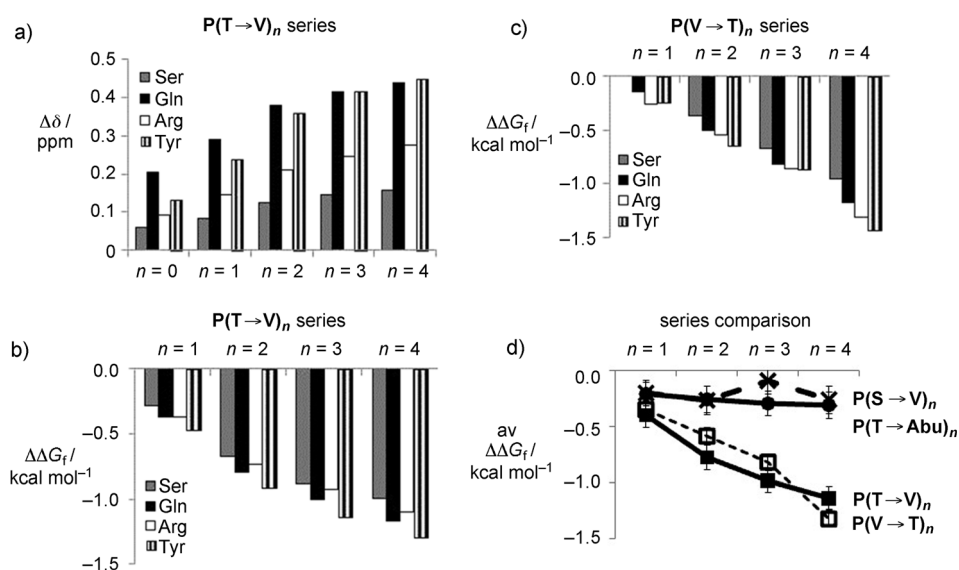 a)
P(T→V)n series
0.5
0.4
0.3
0.2
0.1
0
Δδ /
ppm
Ser
Gln
Arg
Tyr
n = 0 n = 1 n = 2 n = 3 n = 4
b)
P(T→V)n series
n = 1 n = 2 n = 3 n = 4
0.0
–0.5
–1.0
–1.5
ΔΔGf /
kcal mol–1
Ser
Gln
Arg
Tyr
c)
P(V→T)n series
n = 1 n = 2 n = 3 n = 4
0.0
–0.5
–1.0
–1.5
ΔΔGf /
kcal mol–1
Ser
Gln
Arg
Tyr
d)
series comparison
n = 1 n = 2 n = 3 n = 4
0.0
–0.5
–1.0
–1.5
av
ΔΔGf /
kcal mol–1
P(S→V)n
P(T→Abu)n
P(T→V)n
P(V→T)n